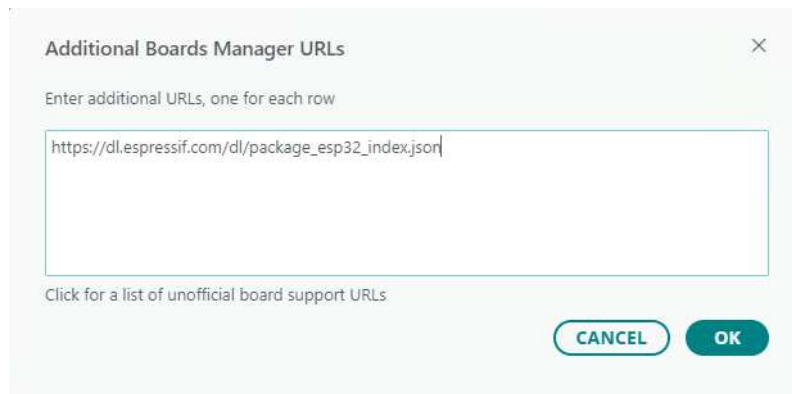 Additional Boards Manager URLs
Enter additional URLs, one for each row
https://dl.espressif.com/dl/package_esp32_index.json
Click for a list of unofficial board support URLs
CANCEL OK